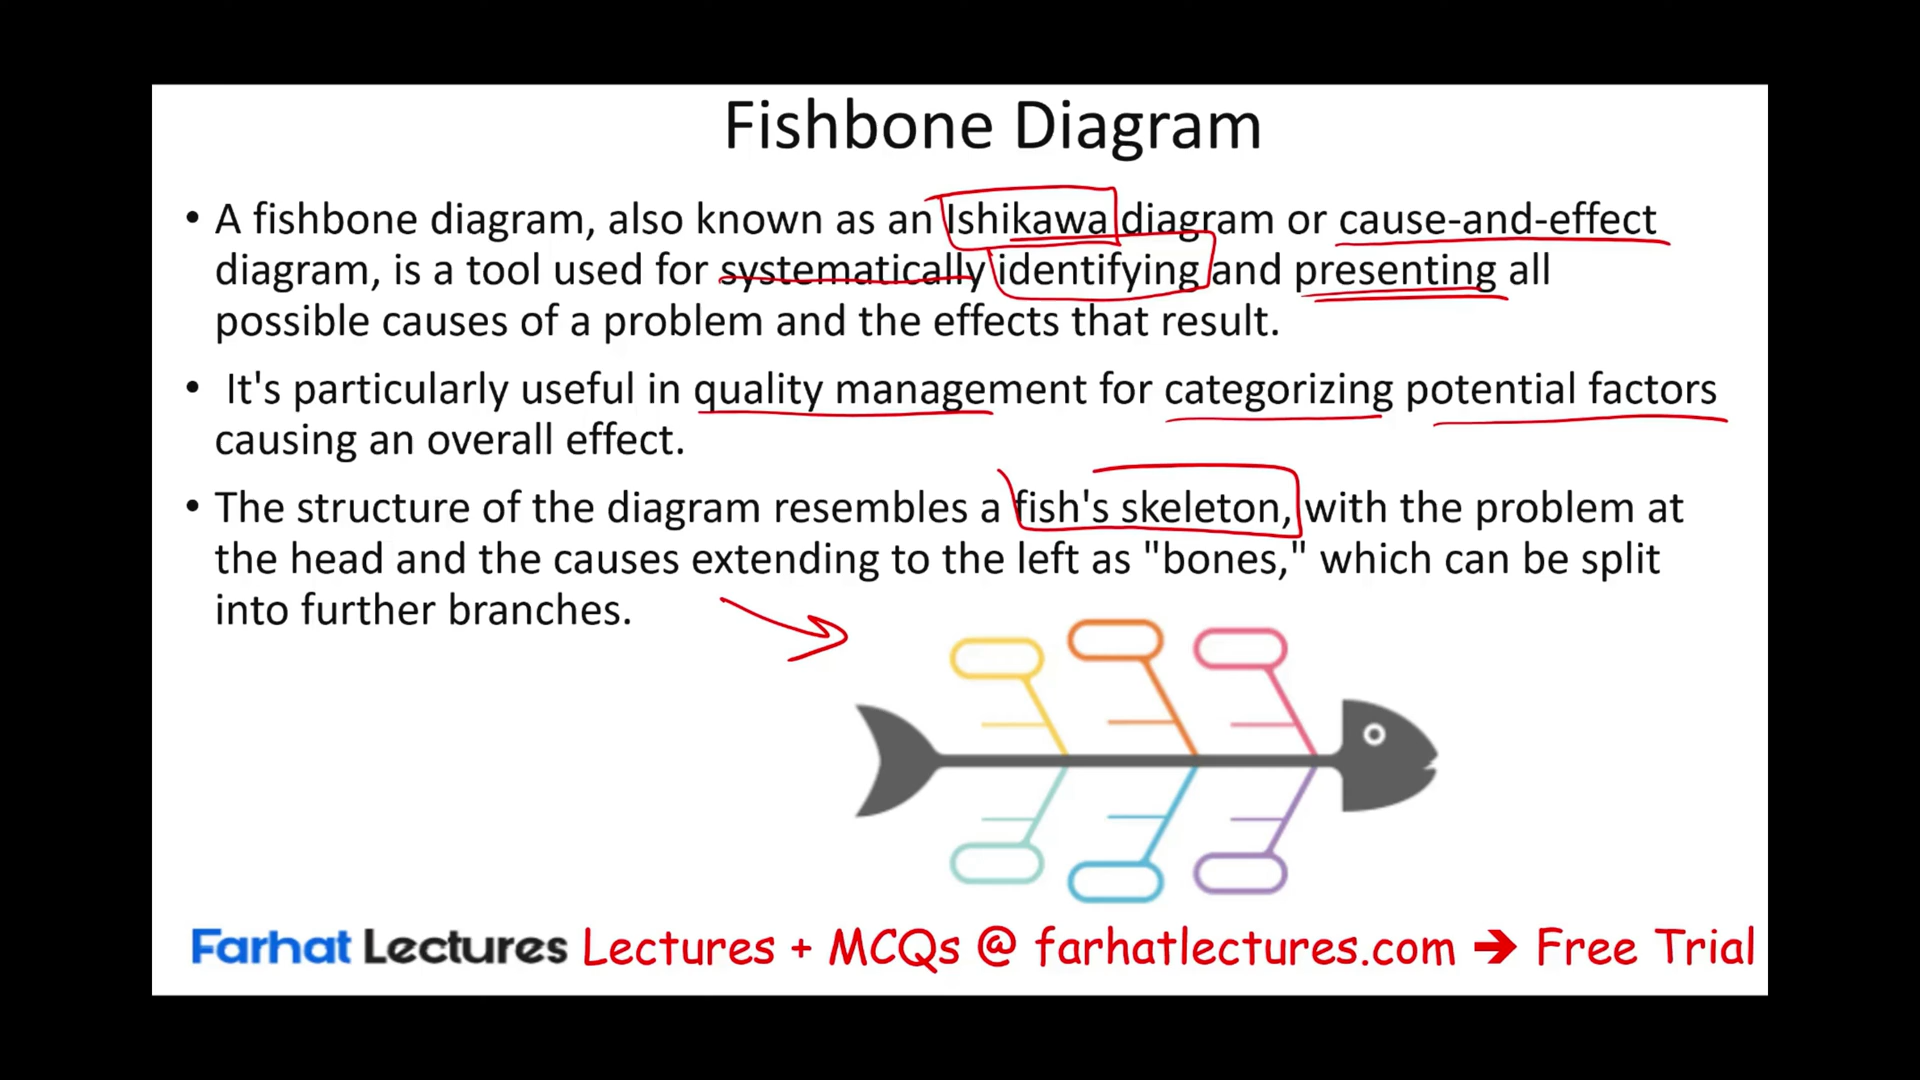 Fishbone Diagram
• A fishbone diagram, also known as an Ishikawa diagram or cause-and-effect
diagram, is a tool used for systematically identifying and presenting all
possible causes of a problem and the effects that result.
• It's particularly useful in quality management for categorizing potential factors
causing an overall effect.
• The structure of the diagram resembles a fish's skeleton, with the problem at
the head and the causes extending to the left as "bones," which can be split
into further branches.
Farhat Lectures Lectures + MCQs @ farhatlectures.com → Free Trial